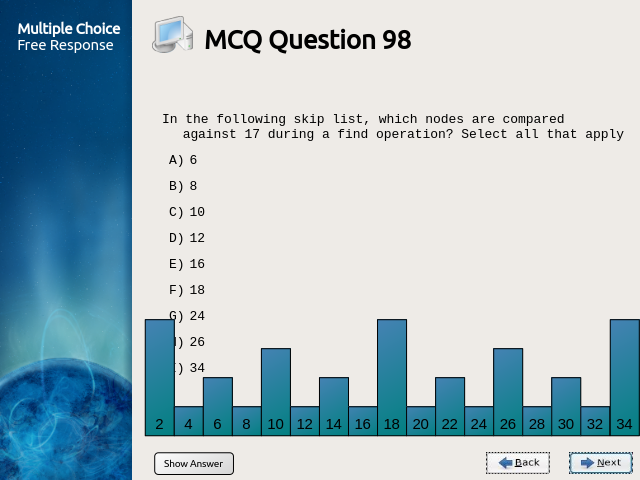 Multiple Choice
Free Response
MCQ Question 98
In the following skip list, which nodes are compared
against 17 during a find operation? Select all that apply
A) 6
B) 8
C) 10
D) 12
E) 16
F) 18
G) 24
) 26
) 34
2 4 6 8 10 12 14 16 18 20 22 24 26 28 30 32 34
Show Answer
Back
Next